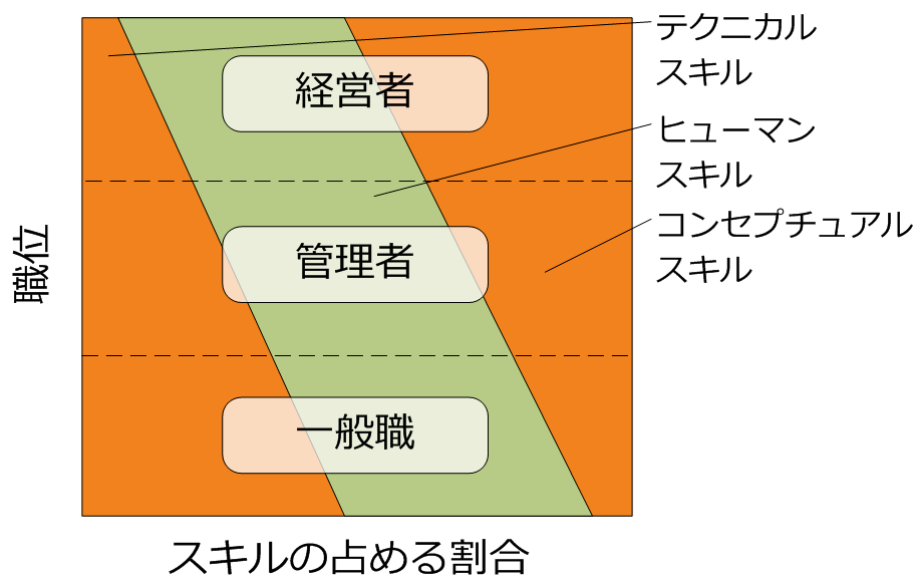 テクニカル
スキル
経営者
ヒューマン
スキル
コンセプチュアル
スキル
管理者
職位
一般職
スキルの占める割合